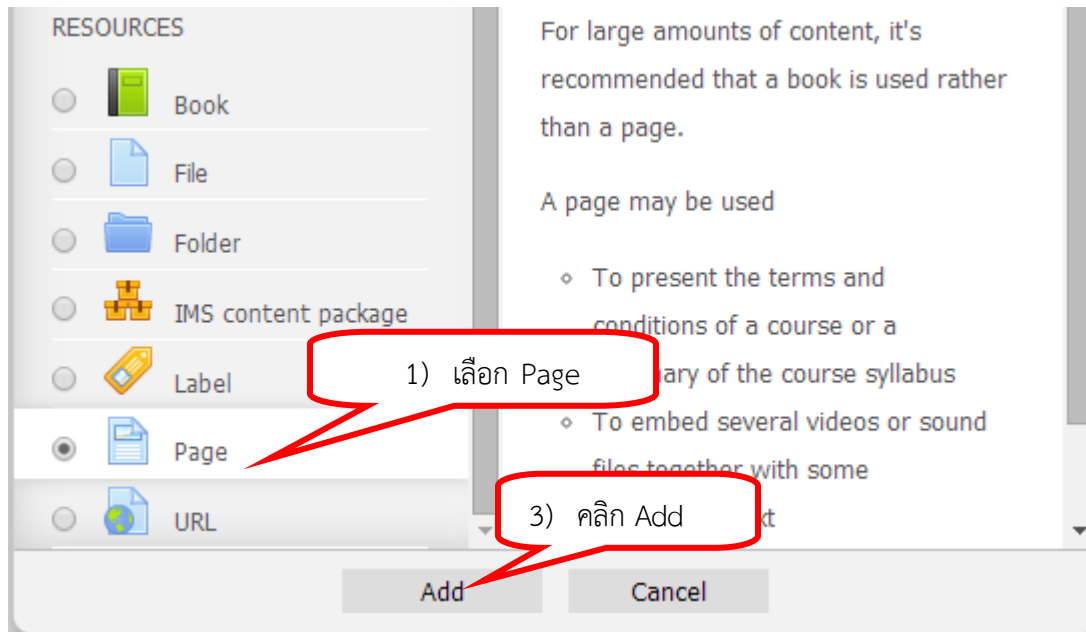 RESOURCES
Book
File
Folder
IMS content package
Label
Page
URL
For large amounts of content, it's
recommended that a book is used rather
than a page.
A page may be used
To present the terms and
conditions of a course or a
of the course syllabus
To embed several videos or sound
files together with some
1) เลือก Page
3) คลิก Add
Add
Cancel